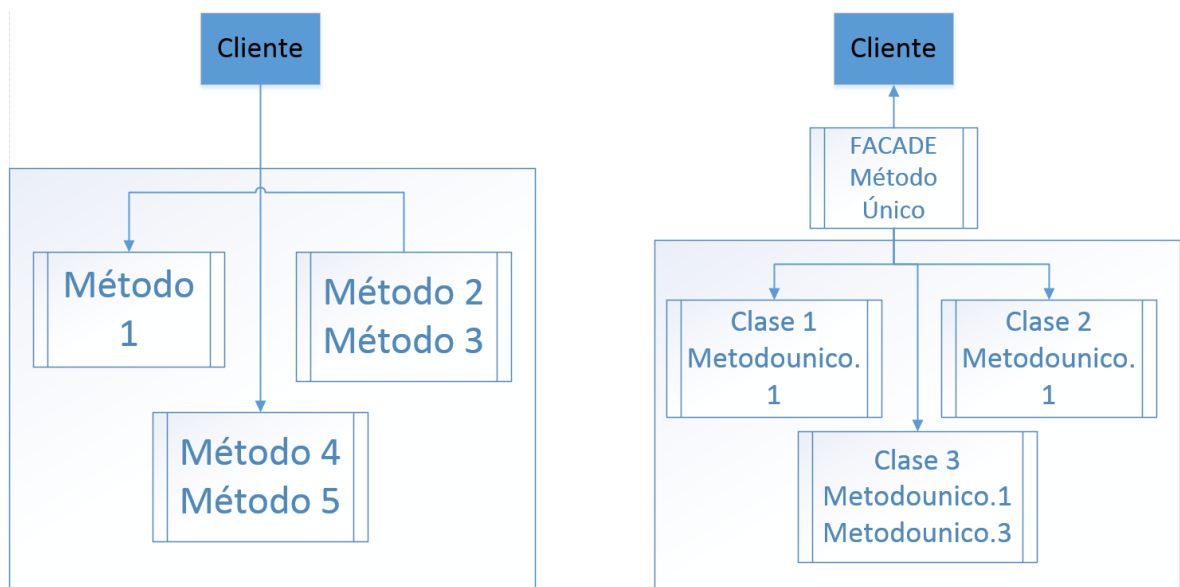 Cliente
Método
1
Método 2
Método 3
Método 4
Método 5
Cliente
FACADE
Método
Único
Clase 1
Metodounico.
1
Clase 2
Metodounico.
1
Clase 3
Metodounico.1
Metodounico.3